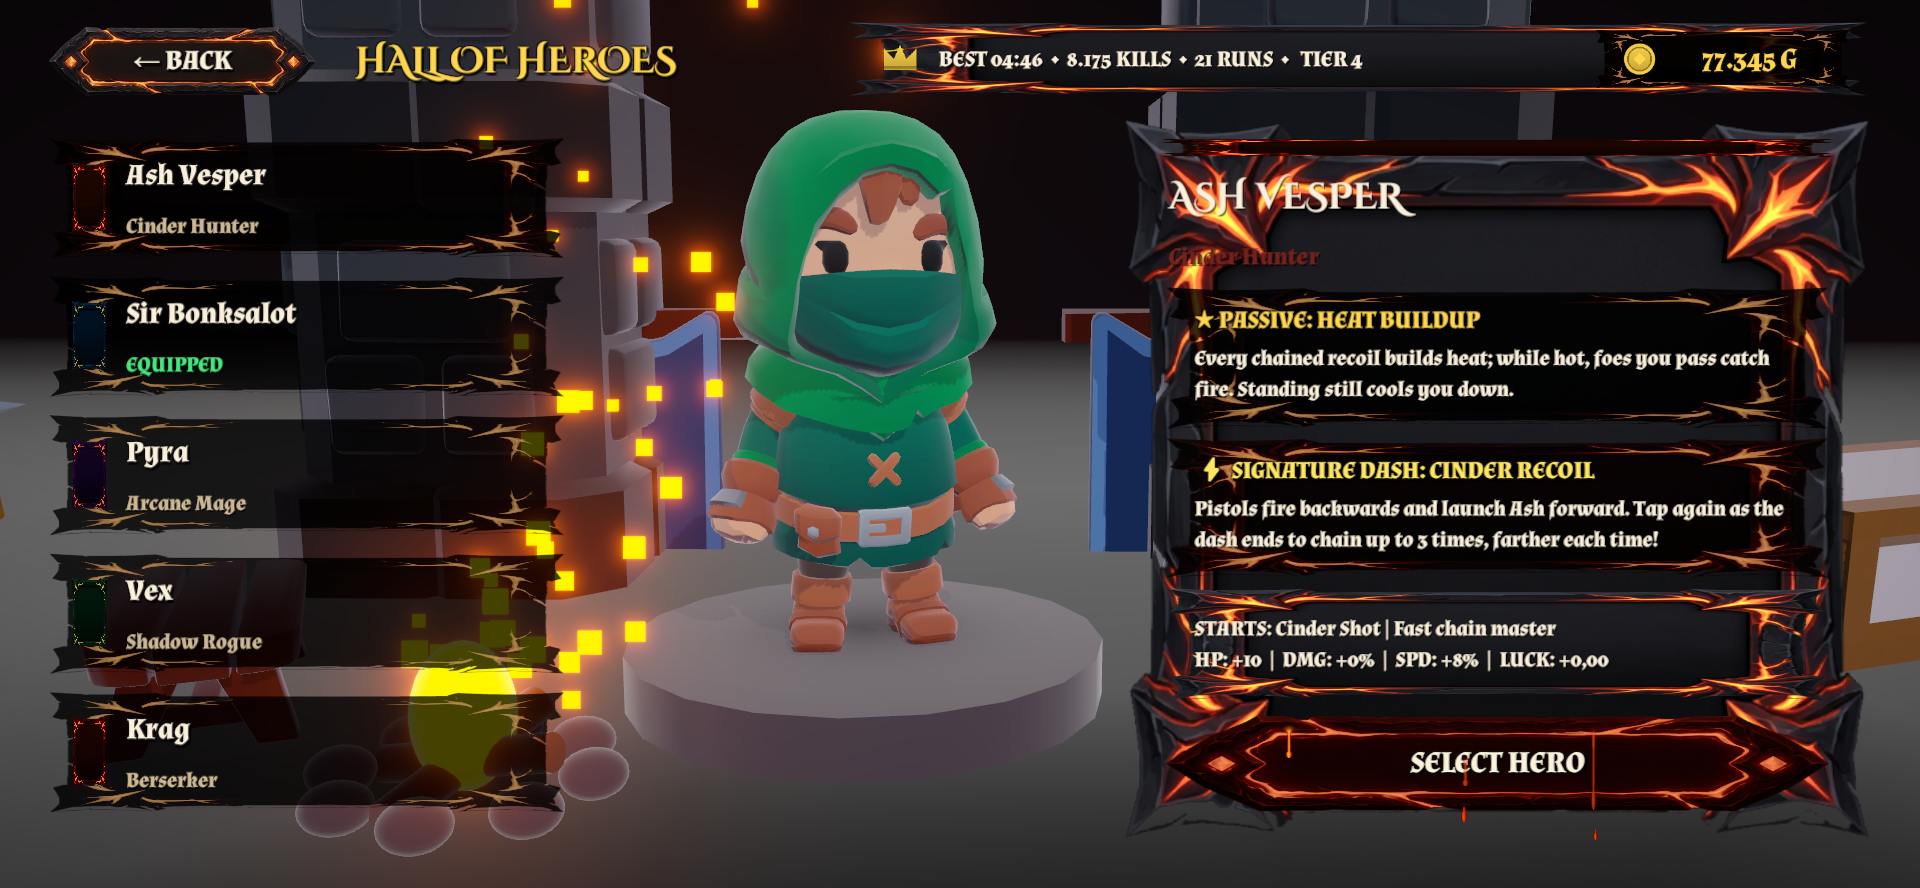 ← BACK
HALL OF HEROES
BEST 04:46 • 8.175 KILLS • 21 RUNS • TIER 4
77.345 G
Ash Vesper
Cinder Hunter
Sir Bonksalot
EQUIPPED
Pyra
Arcane Mage
Vex
Shadow Rogue
Krag
Berserker
ASH VESPER
Cinder Hunter
★ PASSIVE: HEAT BUILDUP
Every chained recoil builds heat; while hot, foes you pass catch
fire. Standing still cools you down.
⚡ SIGNATURE DASH: CINDER RECOIL
Pistols fire backwards and launch Ash forward. Tap again as the
dash ends to chain up to 3 times, farther each time!
STARTS: Cinder Shot | Fast chain master
HP: +10 | DMG: +0% | SPD: +8% | LUCK: +0,00
SELECT HERO